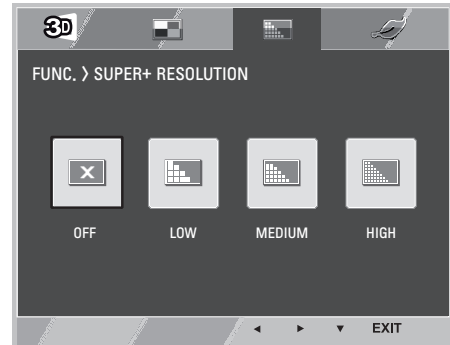 3D
FUNC. > SUPER+ RESOLUTION
X
OFF LOW MEDIUM HIGH
◄ ► ▼ EXIT